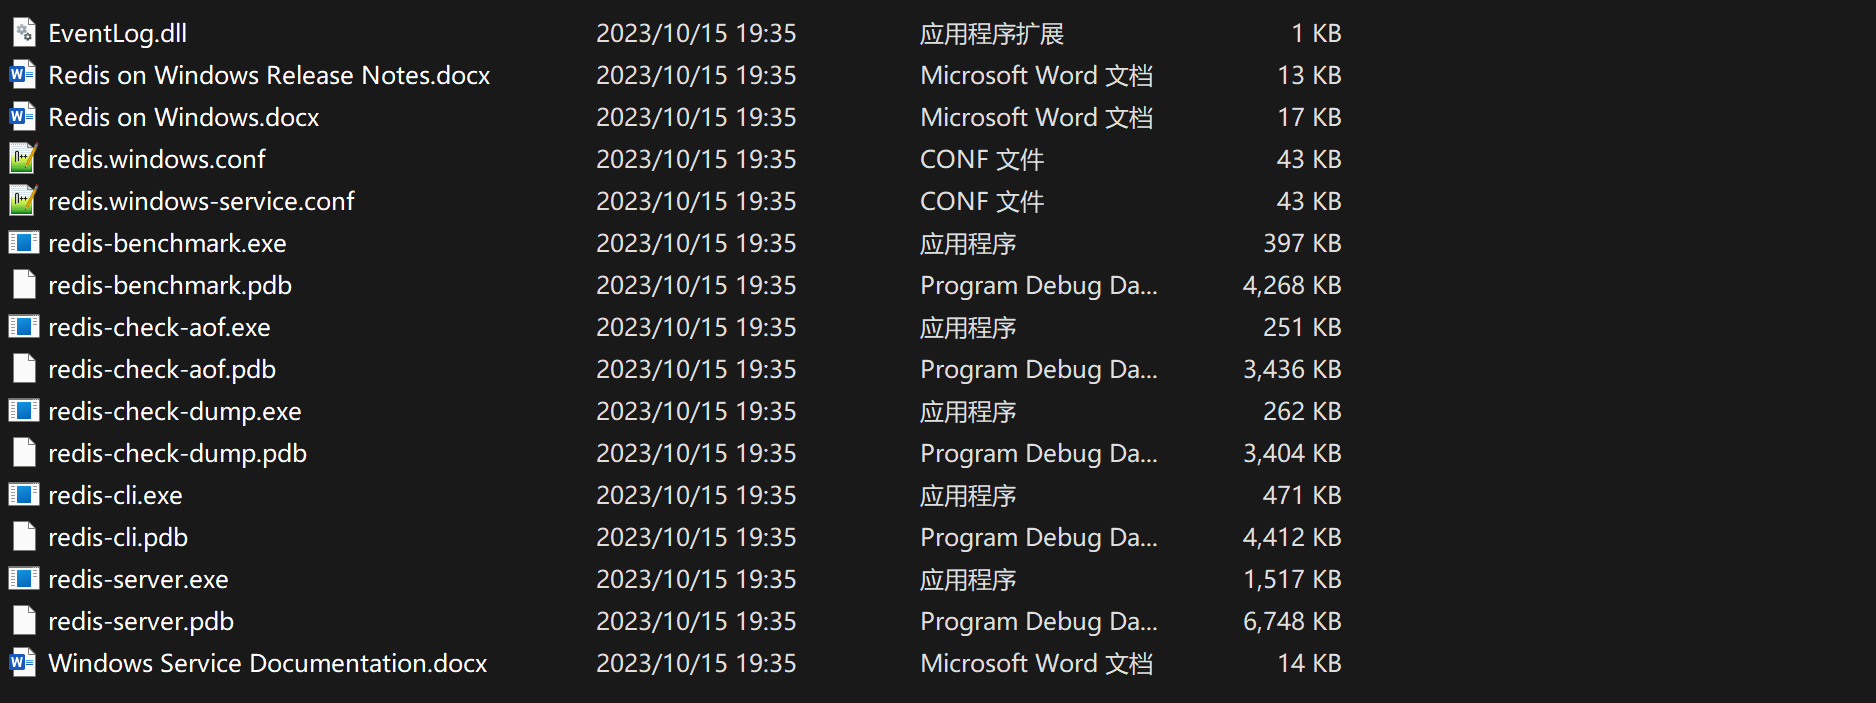 EventLog.dll 2023/10/15 19:35 应用程序扩展 1 KB
Redis on Windows Release Notes.docx 2023/10/15 19:35 Microsoft Word 文档 13 KB
Redis on Windows.docx 2023/10/15 19:35 Microsoft Word 文档 17 KB
redis.windows.conf 2023/10/15 19:35 CONF 文件 43 KB
redis.windows-service.conf 2023/10/15 19:35 CONF 文件 43 KB
redis-benchmark.exe 2023/10/15 19:35 应用程序 397 KB
redis-benchmark.pdb 2023/10/15 19:35 Program Debug Da... 4,268 KB
redis-check-aof.exe 2023/10/15 19:35 应用程序 251 KB
redis-check-aof.pdb 2023/10/15 19:35 Program Debug Da... 3,436 KB
redis-check-dump.exe 2023/10/15 19:35 应用程序 262 KB
redis-check-dump.pdb 2023/10/15 19:35 Program Debug Da... 3,404 KB
redis-cli.exe 2023/10/15 19:35 应用程序 471 KB
redis-cli.pdb 2023/10/15 19:35 Program Debug Da... 4,412 KB
redis-server.exe 2023/10/15 19:35 应用程序 1,517 KB
redis-server.pdb 2023/10/15 19:35 Program Debug Da... 6,748 KB
Windows Service Documentation.docx 2023/10/15 19:35 Microsoft Word 文档 14 KB